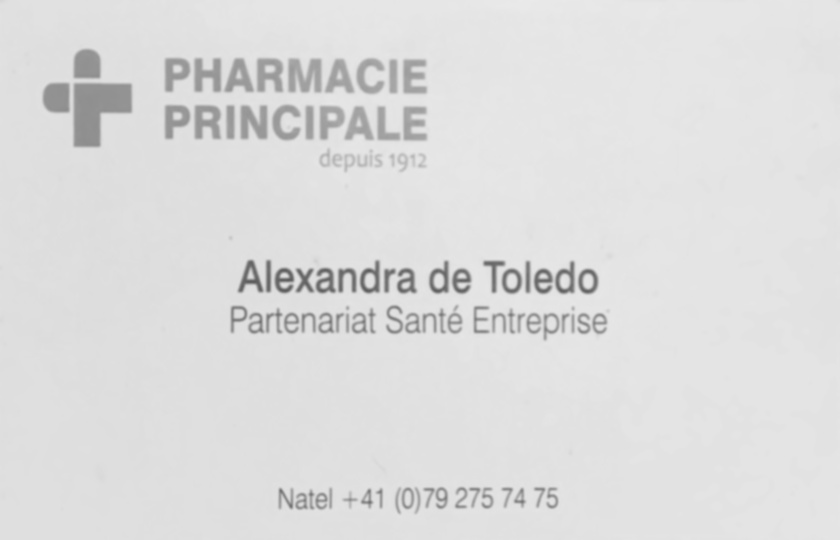 PHARMACIE
PRINCIPALE
depuis 1912
Alexandra de Toledo
Partenariat Santé Entreprise
Natel +41 (0)79 275 74 75